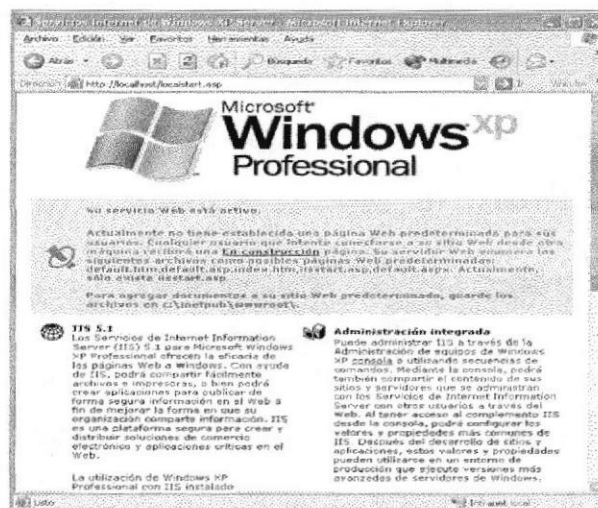 Servicios Internet de Windows XP Server - Microsoft Internet Explorer
Archivo Edición Ver Favoritos Herramientas Ayuda
Atrás Búsqueda Favoritos Multimedia
Dirección http://localhost/localstart.asp Ir Vínculos
Microsoft
Windows xp
Professional
Su servicio Web está activo.
Actualmente no tiene establecida una página Web predeterminada para sus
usuarios. Cualquier usuario que intente conectarse a su sitio Web desde otra
máquina recibirá una En construcción página. Su servidor Web enumera los
siguientes archivos como posibles páginas Web predeterminados:
default.htm,default.asp,index.htm,iisstart.asp,default.aspx. Actualmente,
sólo existe iisstart.asp
Para agregar documentos a su sitio Web predeterminado, guarde los
archivos en c:\inetpub\wwwroot\.
IIS 5.1
Los Servicios de Internet Information
Server (IIS) 5.1 para Microsoft Windows
XP Professional ofrecen la eficacia de
las páginas Web a Windows. Con ayuda
de IIS, podrá compartir fácilmente
archivos e impresoras, o bien podrá
crear aplicaciones para publicar de
forma segura información en el Web a
fin de mejorar la forma en que su
organización comparte información. IIS
es una plataforma segura para crear y
distribuir soluciones de comercio
electrónico y aplicaciones críticas en el
Web.
La utilización de Windows XP
Professional con IIS instalado
Administración integrada
Puede administrar IIS a través de la
Administración de equipos de Windows
XP consola o utilizando secuencias de
comandos. Mediante la consola, podrá
también compartir el contenido de sus
sitios y servidores que se administran
con los Servicios de Internet Information
Server con otros usuarios a través del
Web. Al tener acceso al complemento IIS
desde la consola, podrá configurar los
valores y propiedades más comunes de
IIS. Después del desarrollo de sitios y
aplicaciones, estos valores y propiedades
pueden utilizarse en un entorno de
producción que ejecute versiones más
avanzadas de servidores de Windows.
Listo Intranet local